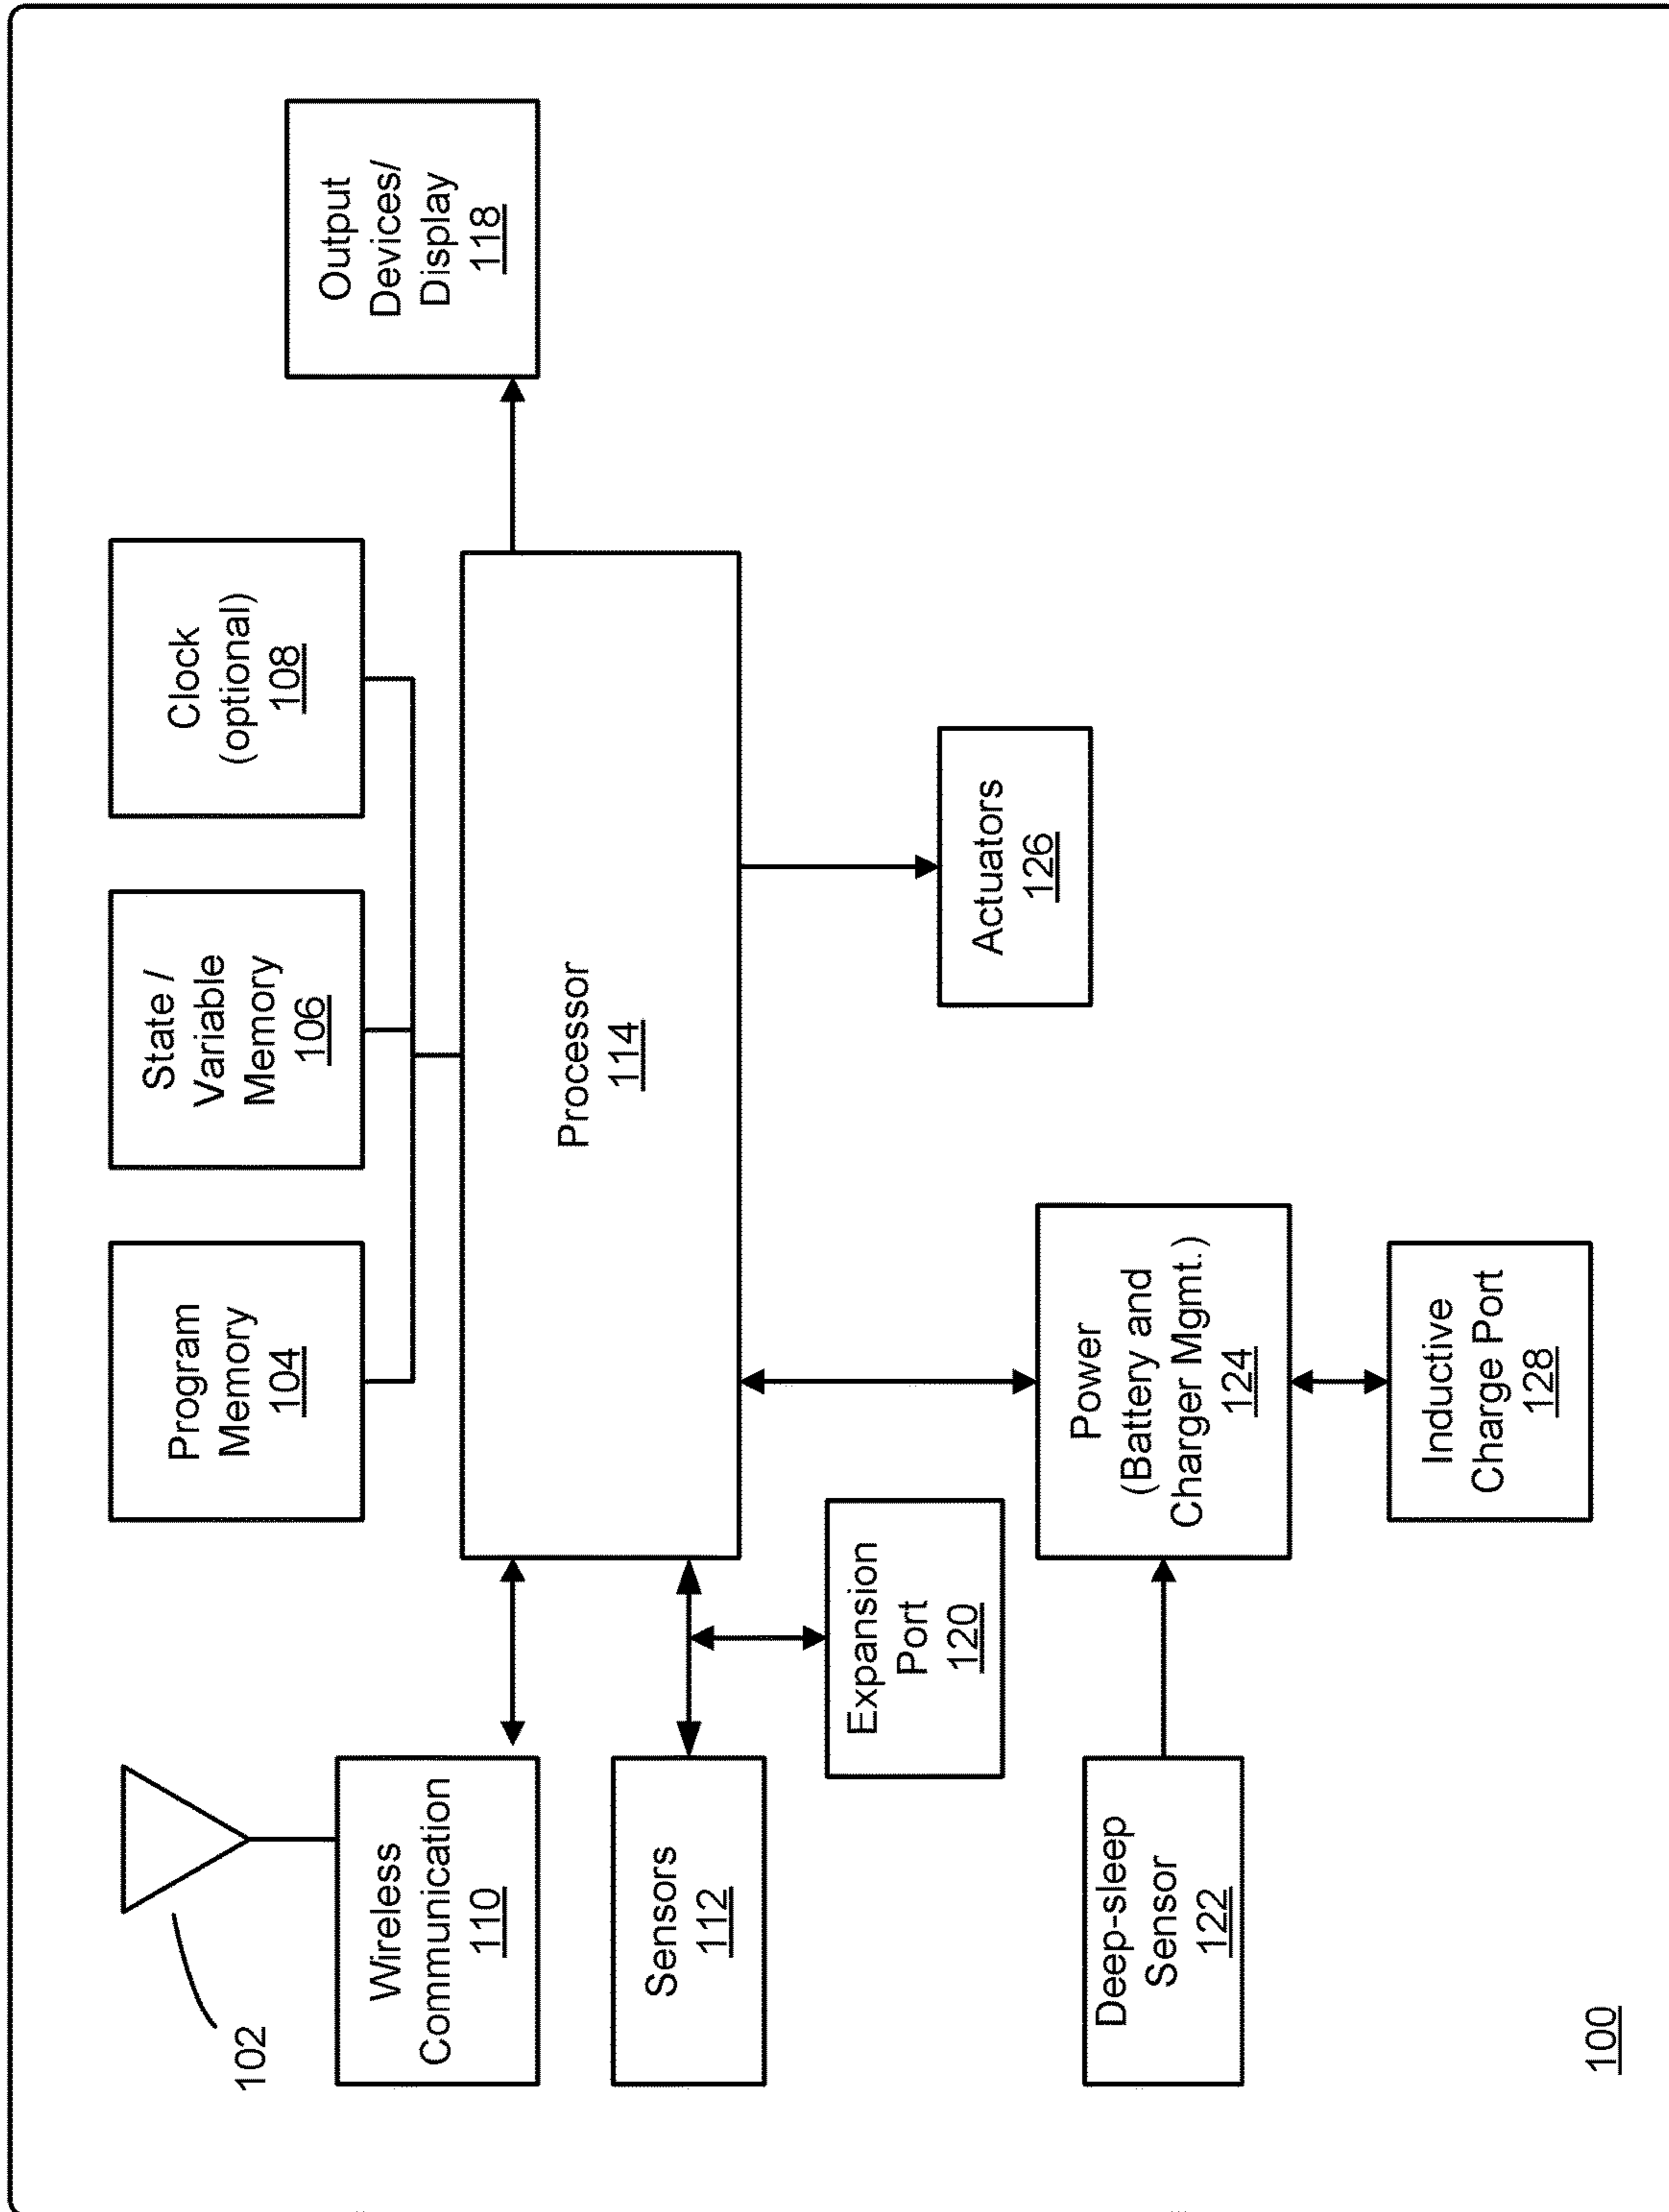 102
Program
Memory
104
State /
Variable
Memory
106
Clock
(optional)
108
Wireless
Communication
110
Output
Devices/
Display
118
Processor
114
Sensors
112
Expansion
Port
120
Actuators
126
Deep-sleep
Sensor
122
Power
(Battery and
Charger Mgmt.)
124
Inductive
Charge Port
128
100